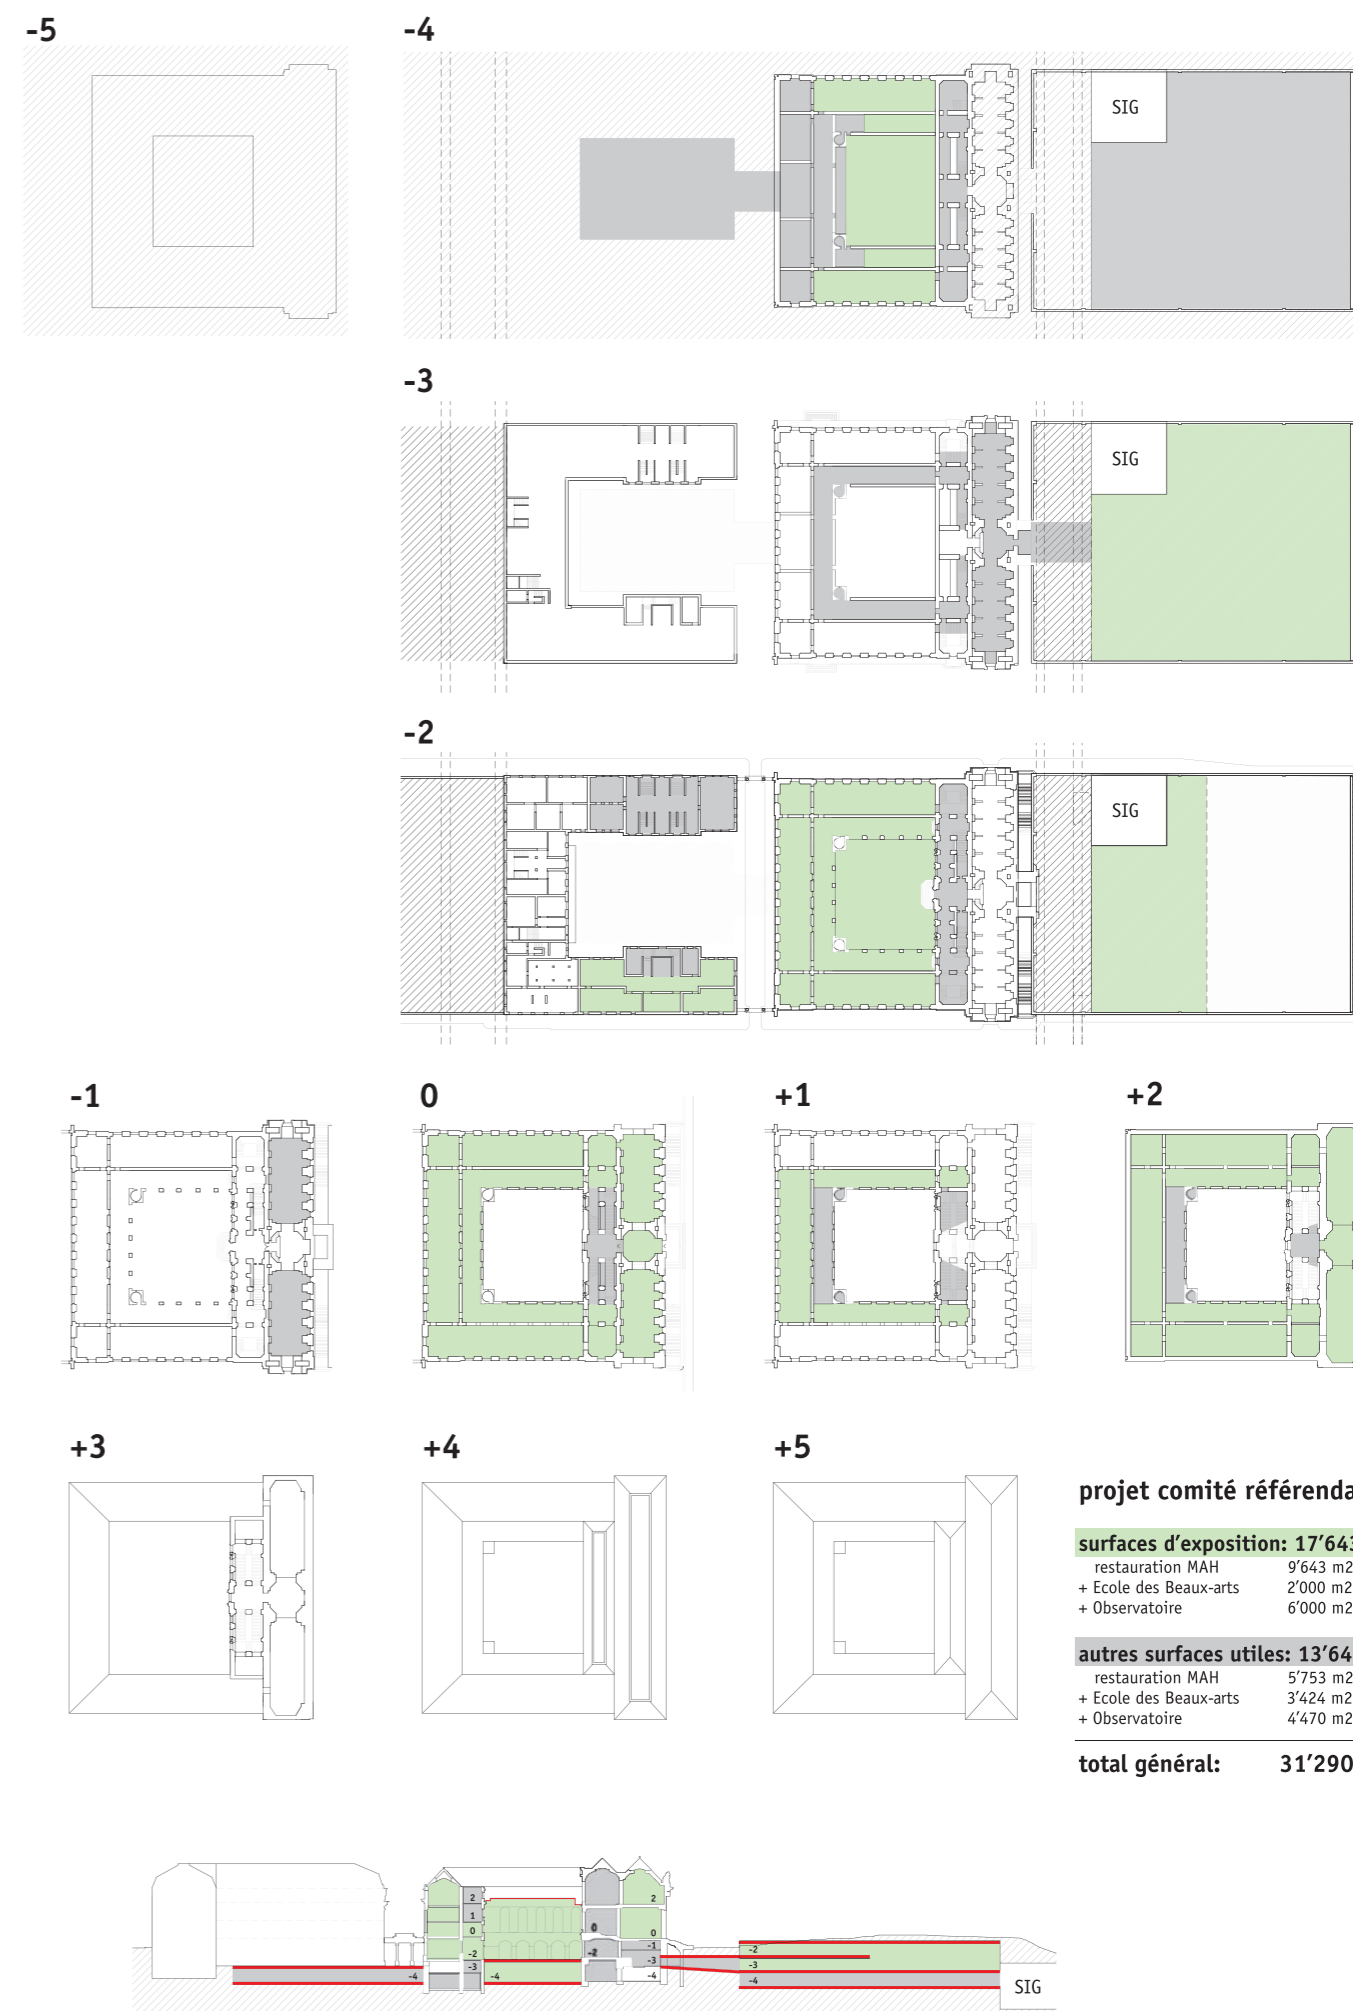 -5
-4
SIG
-3
SIG
-2
SIG
-1
0
+1
+2
+3
+4
+5
projet comité référenda
surfaces d'exposition: 17'643
restauration MAH 9'643 m2
+ Ecole des Beaux-arts 2'000 m2
+ Observatoire 6'000 m2
autres surfaces utiles: 13'64
restauration MAH 5'753 m2
+ Ecole des Beaux-arts 3'424 m2
+ Observatoire 4'470 m2
total général: 31'290
2
2
1
0
0
0
-1
-2
-2
-2
-3
-3
-3
-4
-4
-4
-4
SIG